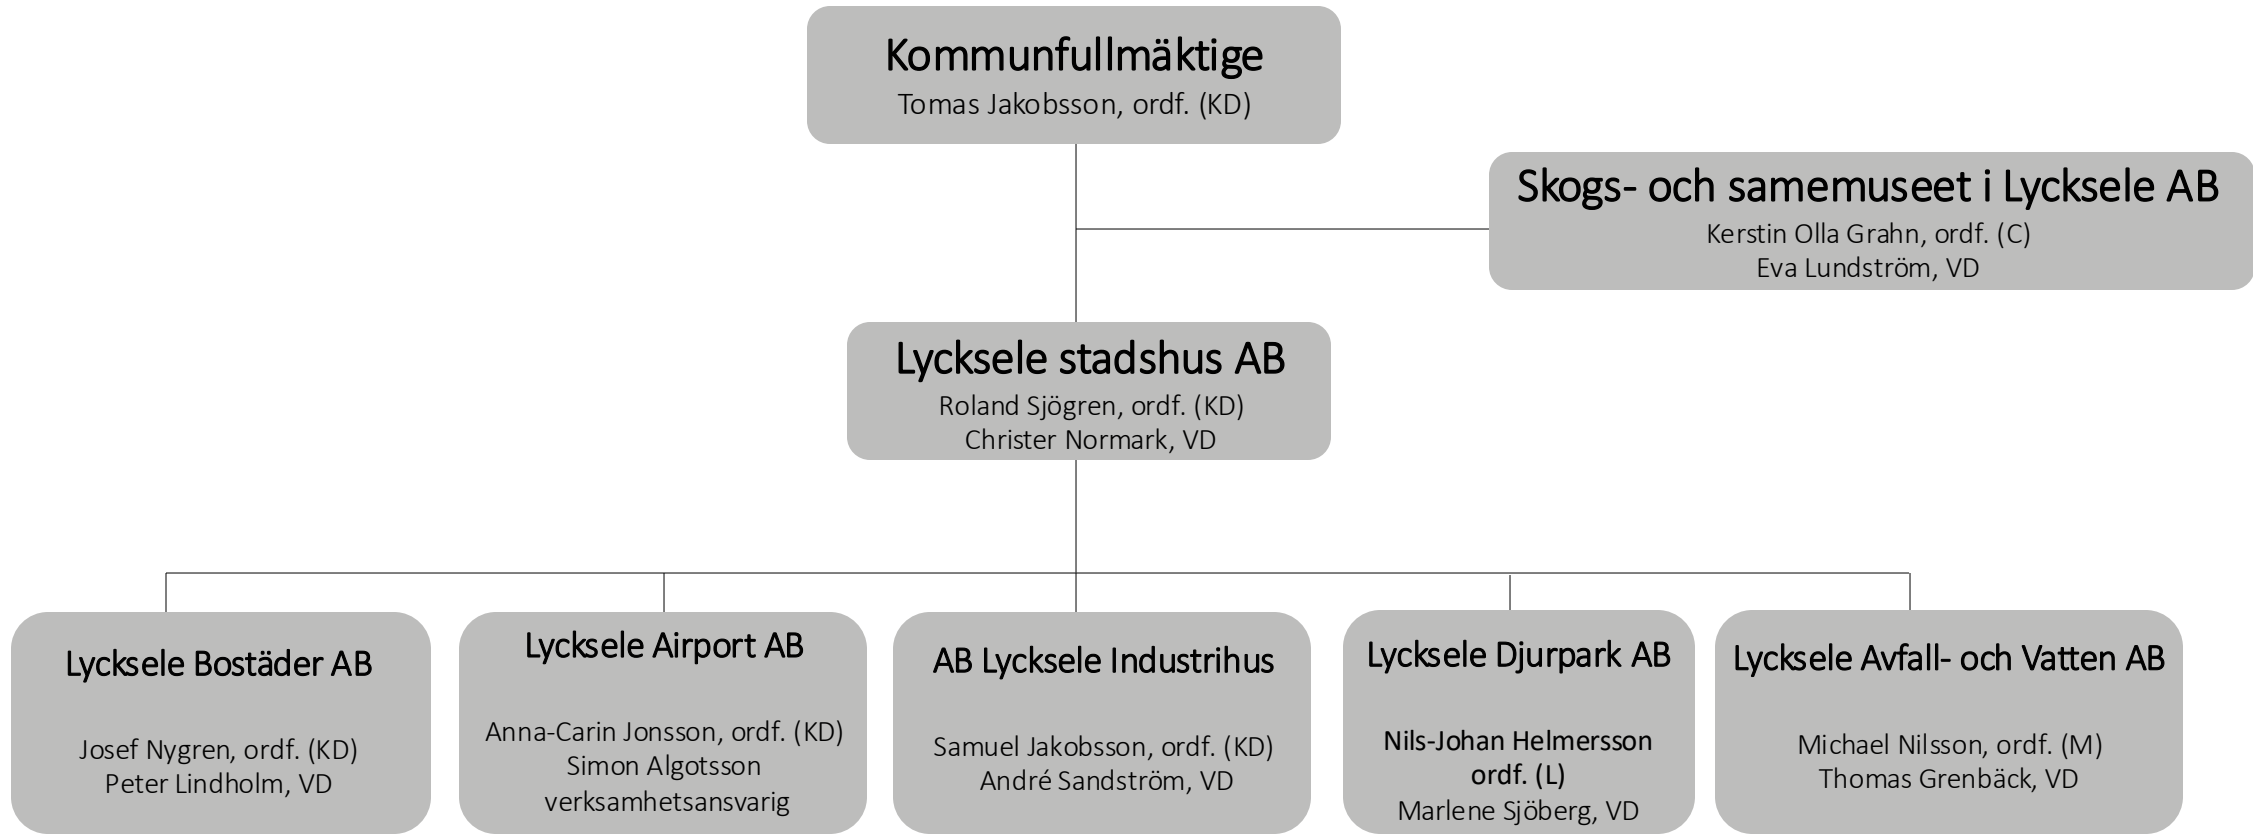 Kommunfullmäktige
Tomas Jakobsson, ordf. (KD)
Skogs- och samemuseet i Lycksele AB
Kerstin Olla Grahn, ordf. (C)
Eva Lundström, VD
Lycksele stadshus AB
Roland Sjögren, ordf. (KD)
Christer Normark, VD
Lycksele Bostäder AB
Josef Nygren, ordf. (KD)
Peter Lindholm, VD
Lycksele Airport AB
Anna-Carin Jonsson, ordf. (KD)
Simon Algotsson
verksamhetsansvarig
AB Lycksele Industrihus
Samuel Jakobsson, ordf. (KD)
André Sandström, VD
Lycksele Djurpark AB
Nils-Johan Helmersson
ordf. (L)
Marlene Sjöberg, VD
Lycksele Avfall- och Vatten AB
Michael Nilsson, ordf. (M)
Thomas Grenbäck, VD